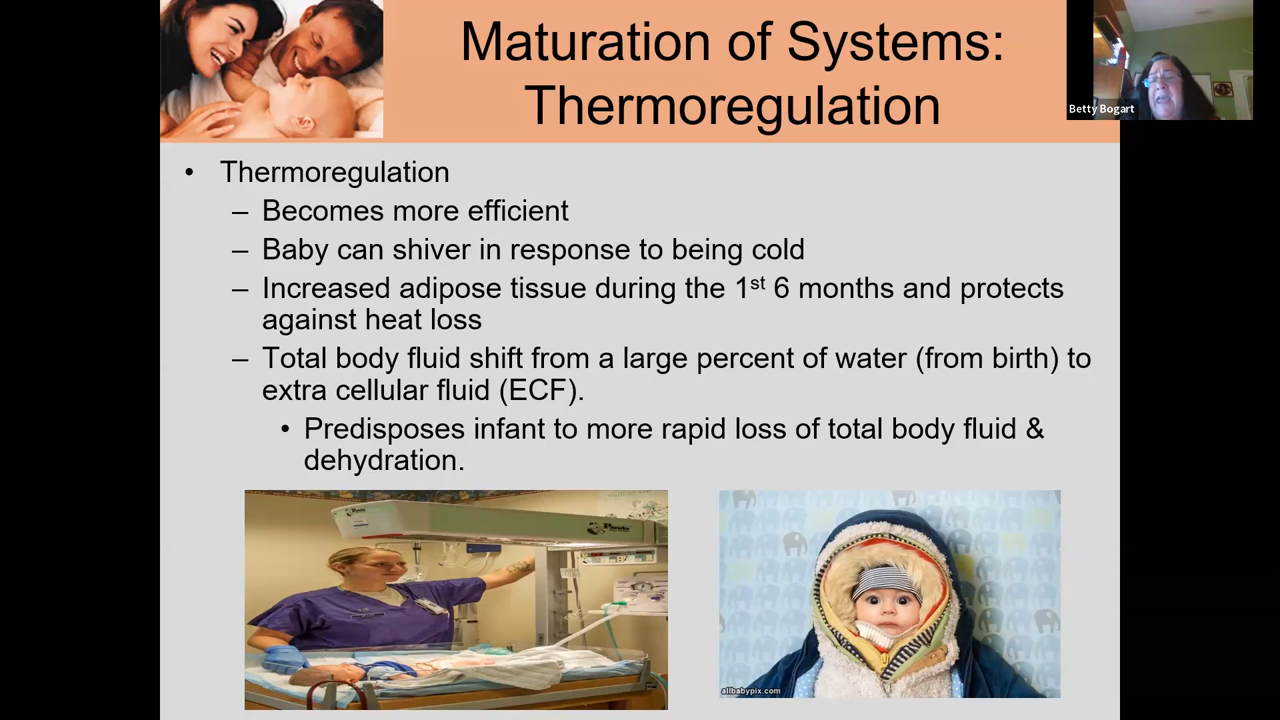 Maturation of Systems:
Thermoregulation
Betty Bogart
• Thermoregulation
– Becomes more efficient
– Baby can shiver in response to being cold
– Increased adipose tissue during the 1st 6 months and protects
against heat loss
– Total body fluid shift from a large percent of water (from birth) to
extra cellular fluid (ECF).
• Predisposes infant to more rapid loss of total body fluid &
dehydration.
allbabypix.com